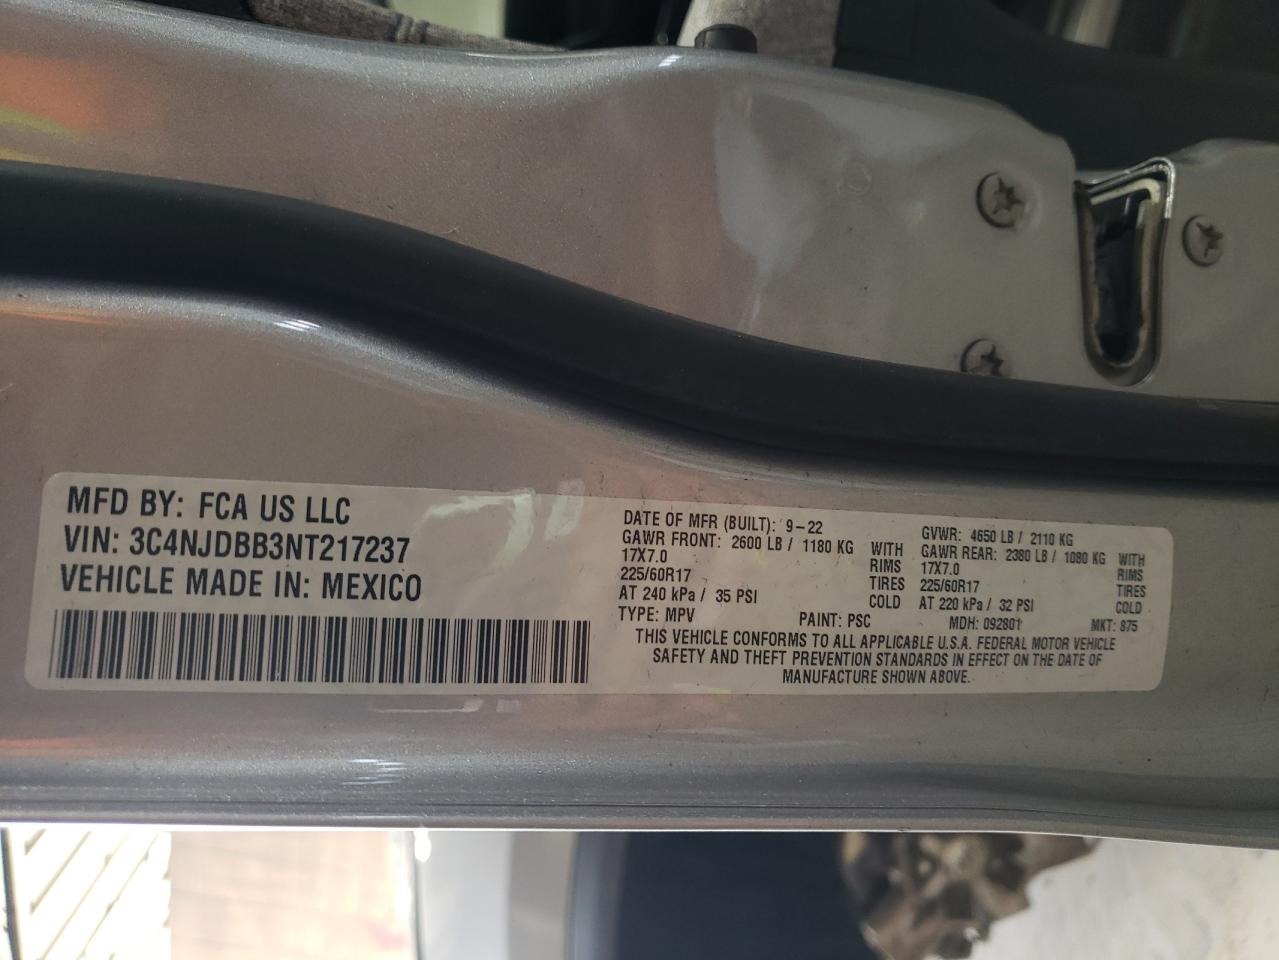 MFD BY: FCA US LLC
VIN: 3C4NJDBB3NT217237
VEHICLE MADE IN: MEXICO
DATE OF MFR (BUILT): 9-22
GAWR FRONT: 2600 LB / 1180 KG WITH
17X7.0 RIMS
225/60R17 TIRES
AT 240 kPa / 35 PSI COLD
TYPE: MPV PAINT: PSC
GVWR: 4650 LB / 2110 KG
GAWR REAR: 2380 LB / 1080 KG WITH
17X7.0 RIMS
225/60R17 TIRES
AT 220 kPa / 32 PSI COLD
MDH: 092801 MKT: 875
THIS VEHICLE CONFORMS TO ALL APPLICABLE U.S.A. FEDERAL MOTOR VEHICLE
SAFETY AND THEFT PREVENTION STANDARDS IN EFFECT ON THE DATE OF
MANUFACTURE SHOWN ABOVE.